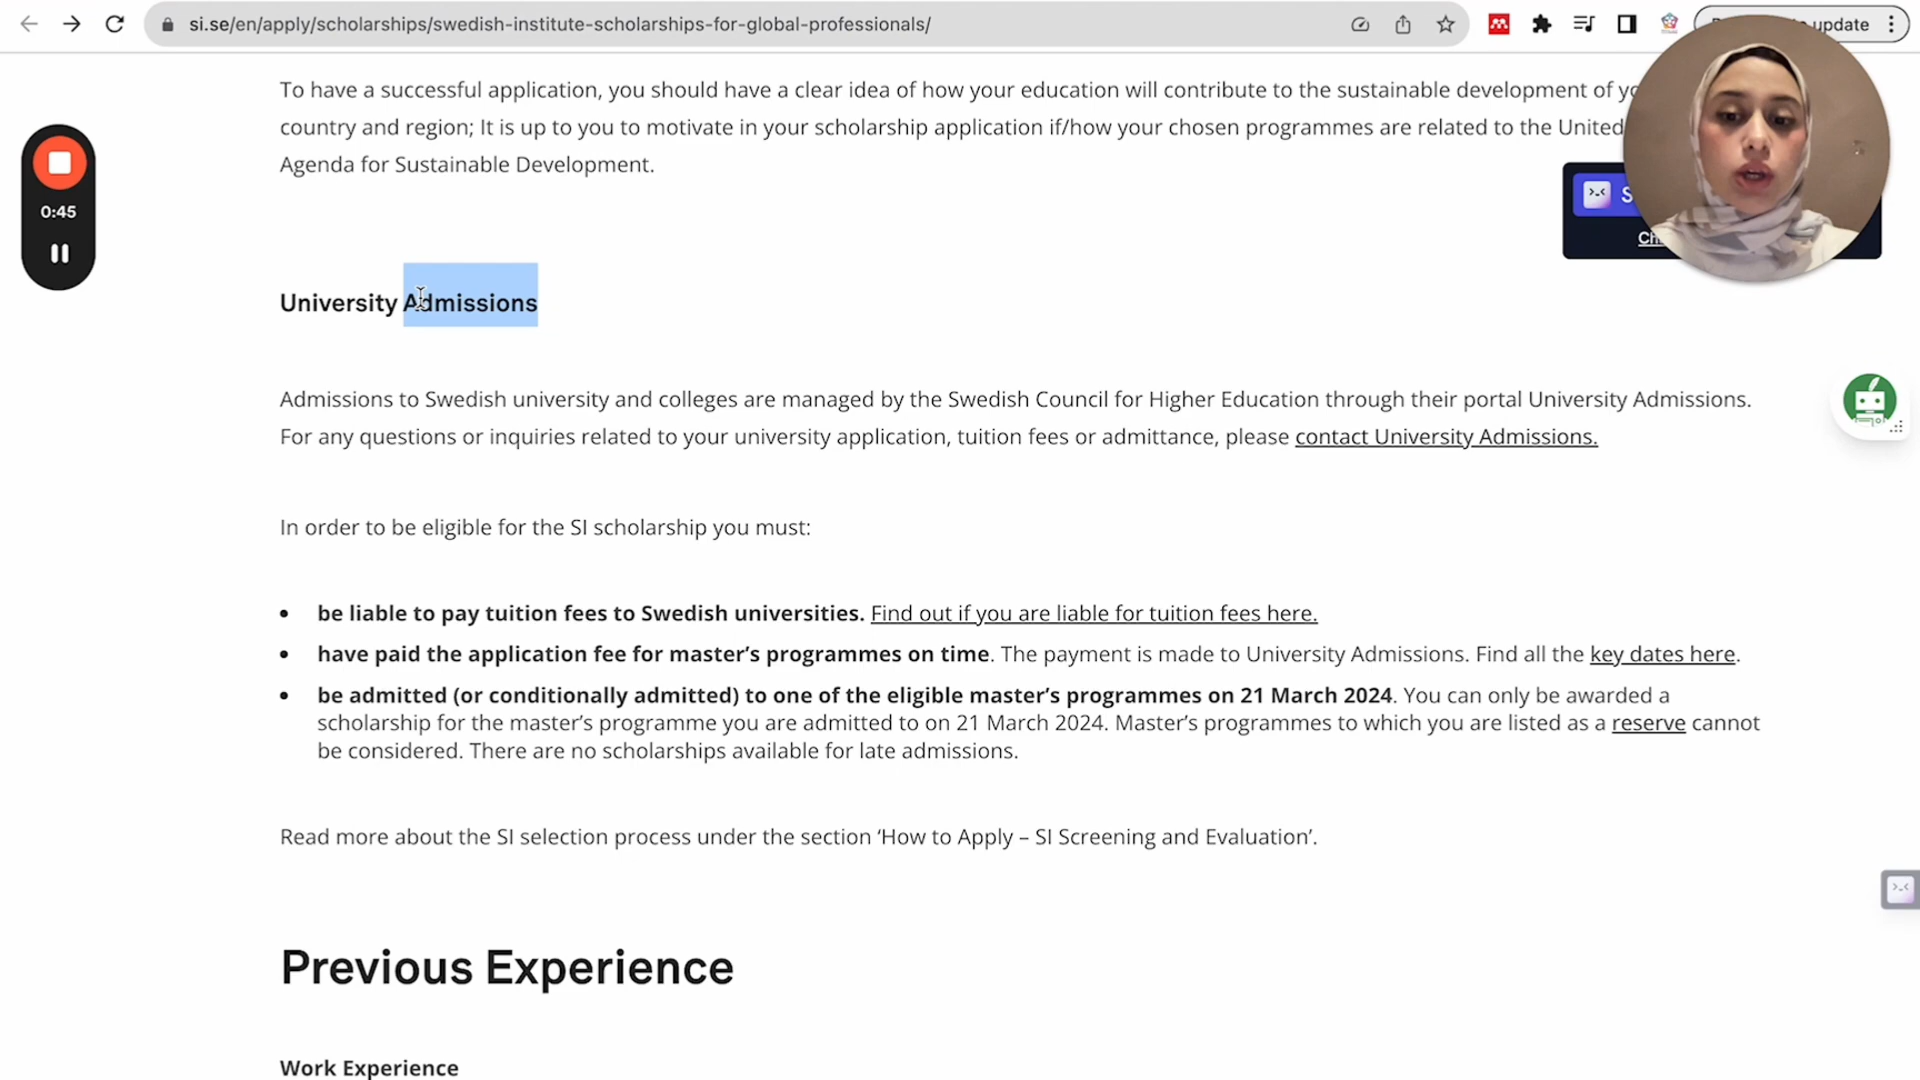 si.se/en/apply/scholarships/swedish-institute-scholarships-for-global-professionals/
update
To have a successful application, you should have a clear idea of how your education will contribute to the sustainable development of
country and region; It is up to you to motivate in your scholarship application if/how your chosen programmes are related to the United
Agenda for Sustainable Development.
0:45
University Admissions
Admissions to Swedish university and colleges are managed by the Swedish Council for Higher Education through their portal University Admissions.
For any questions or inquiries related to your university application, tuition fees or admittance, please contact University Admissions.
In order to be eligible for the SI scholarship you must:
• be liable to pay tuition fees to Swedish universities. Find out if you are liable for tuition fees here.
• have paid the application fee for master’s programmes on time. The payment is made to University Admissions. Find all the key dates here.
• be admitted (or conditionally admitted) to one of the eligible master’s programmes on 21 March 2024. You can only be awarded a
scholarship for the master’s programme you are admitted to on 21 March 2024. Master’s programmes to which you are listed as a reserve cannot
be considered. There are no scholarships available for late admissions.
Read more about the SI selection process under the section ‘How to Apply – SI Screening and Evaluation’.
Previous Experience
Work Experience